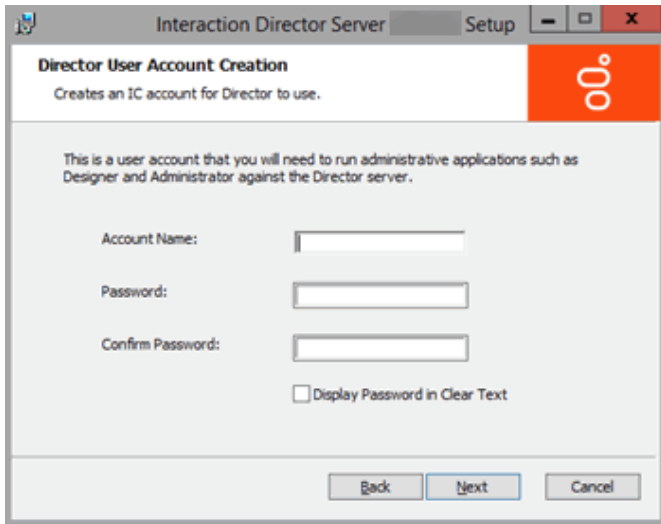 Interaction Director Server Setup
Director User Account Creation
Creates an IC account for Director to use.
This is a user account that you will need to run administrative applications such as
Designer and Administrator against the Director server.
Account Name:
Password:
Confirm Password:
Display Password in Clear Text
Back
Next
Cancel